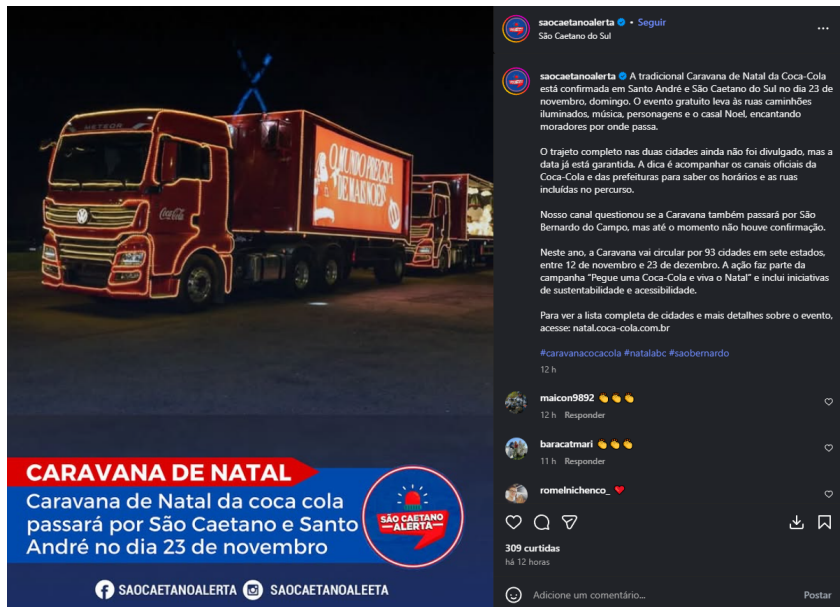 METEOR
Coca-Cola
O MUNDO PRECISA
DE MAIS NOÉIS
CARAVANA DE NATAL
Caravana de Natal da coca cola
passará por São Caetano e Santo
André no dia 23 de novembro
SÃO CAETANO
ALERTA
SAOCAETANOALERTA SAOCAETANOALEETA
saocaetanoalerta • Seguir
São Caetano do Sul
saocaetanoalerta A tradicional Caravana de Natal da Coca-Cola
está confirmada em Santo André e São Caetano do Sul no dia 23 de
novembro, domingo. O evento gratuito leva às ruas caminhões
iluminados, música, personagens e o casal Noel, encantando
moradores por onde passa.
O trajeto completo nas duas cidades ainda não foi divulgado, mas a
data já está garantida. A dica é acompanhar os canais oficiais da
Coca-Cola e das prefeituras para saber os horários e as ruas
incluídas no percurso.
Nosso canal questionou se a Caravana também passará por São
Bernardo do Campo, mas até o momento não houve confirmação.
Neste ano, a Caravana vai circular por 93 cidades em sete estados,
entre 12 de novembro e 23 de dezembro. A ação faz parte da
campanha “Pegue uma Coca-Cola e viva o Natal” e inclui iniciativas
de sustentabilidade e acessibilidade.
Para ver a lista completa de cidades e mais detalhes sobre o evento,
acesse: natal.coca-cola.com.br
#caravanacocacola #natalabc #saobernardo
12 h
maicon9892 👏👏👏
12 h Responder
baracatmari 👏👏👏
11 h Responder
romelnichenco_ ❤️
309 curtidas
há 12 horas
Adicione um comentário... Postar